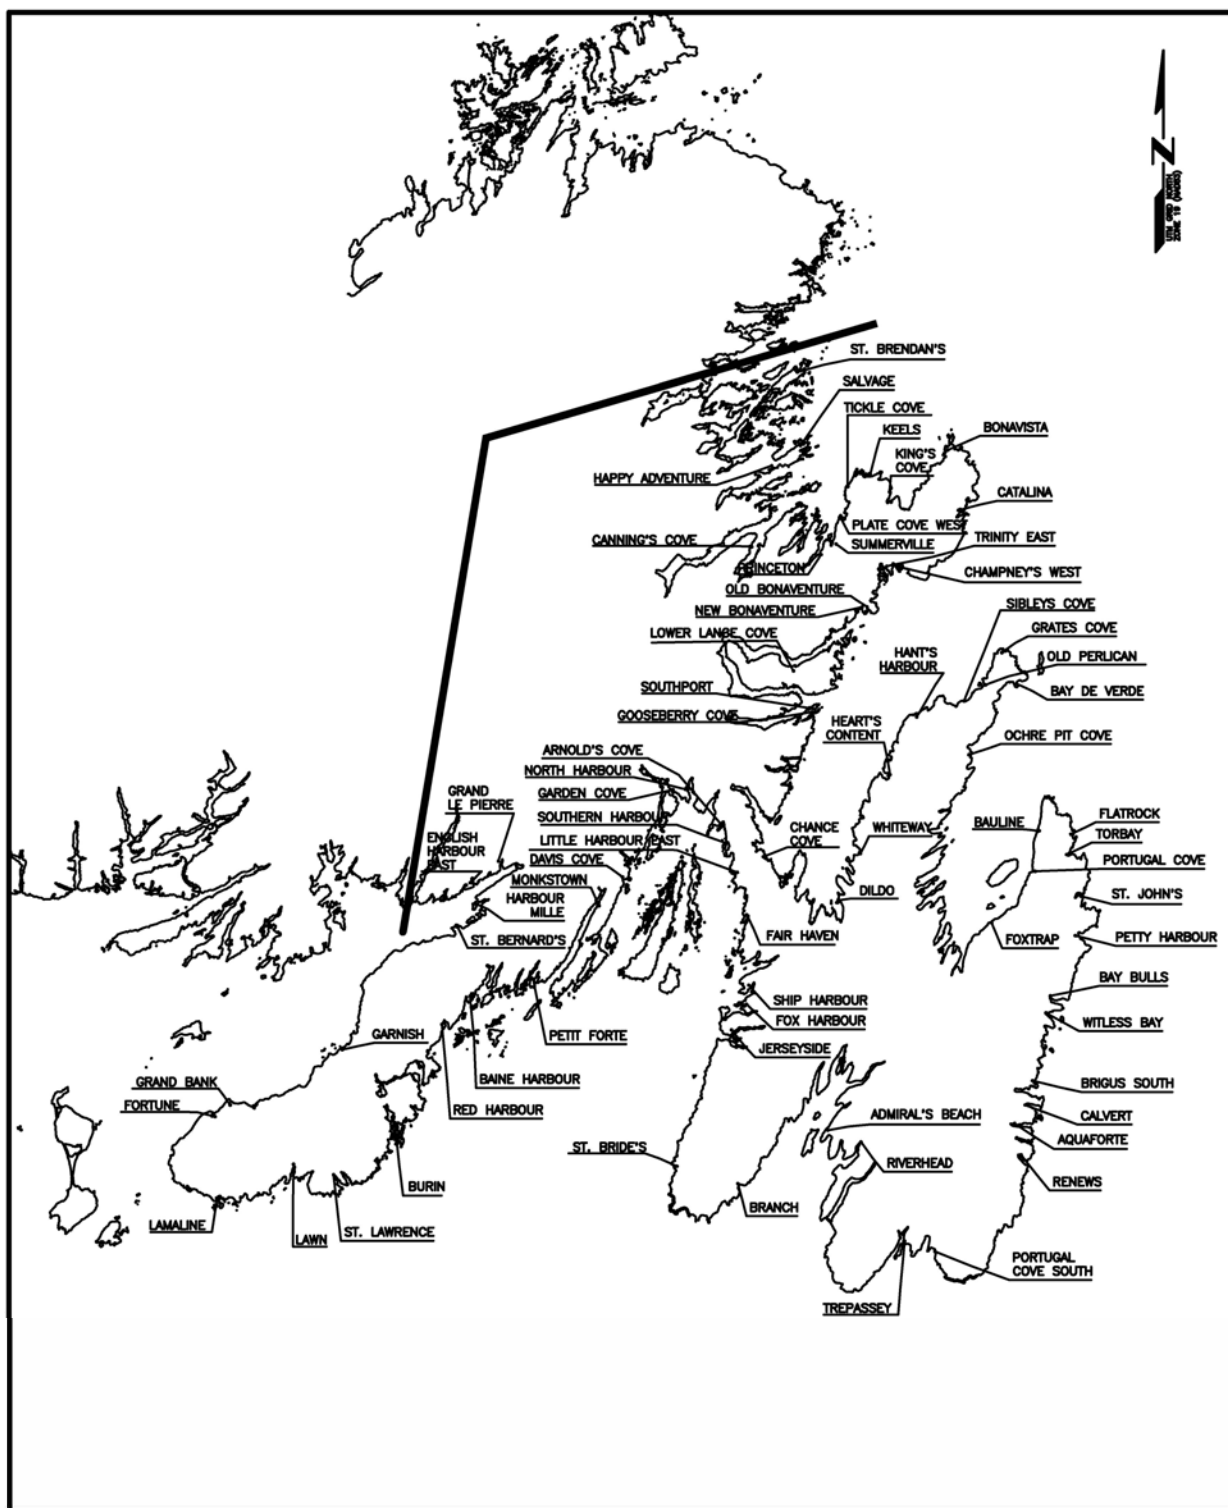 UTM GRID NORTH
ZONE 19 (NAD83)
N
ST. BRENDAN'S
SALVAGE
TICKLE COVE
KEELS
BONAVISTA
KING'S
COVE
HAPPY ADVENTURE
CATALINA
PLATE COVE WEST
CANNING'S COVE
SUMMERVILLE
TRINITY EAST
PRINCETON
CHAMPNEY'S WEST
OLD BONAVENTURE
NEW BONAVENTURE
SIBLEYS COVE
LOWER LANCE COVE
GRATES COVE
HANT'S
HARBOUR
OLD PERLICAN
SOUTHPORT
BAY DE VERDE
GOOSEBERRY COVE
HEART'S
CONTENT
OCHRE PIT COVE
ARNOLD'S COVE
NORTH HARBOUR
GRAND
LE PIERRE
GARDEN COVE
SOUTHERN HARBOUR
FLATROCK
ENGLISH
HARBOUR
EAST
LITTLE HARBOUR EAST
CHANCE
COVE
WHITEWAY
BAULINE
TORBAY
DAVIS COVE
PORTUGAL COVE
MONKSTOWN
HARBOUR
MILLE
DILDO
ST. JOHN'S
ST. BERNARD'S
FAIR HAVEN
FOXTRAP
PETTY HARBOUR
BAY BULLS
SHIP HARBOUR
FOX HARBOUR
WITLESS BAY
GARNISH
PETIT FORTE
JERSEYSIDE
GRAND BANK
BAINE HARBOUR
BRIGUS SOUTH
FORTUNE
RED HARBOUR
ADMIRAL'S BEACH
CALVERT
AQUAFORTE
ST. BRIDE'S
RIVERHEAD
BURIN
RENEWS
BRANCH
LAMALINE
LAWN
ST. LAWRENCE
PORTUGAL
COVE SOUTH
TREPASSEY